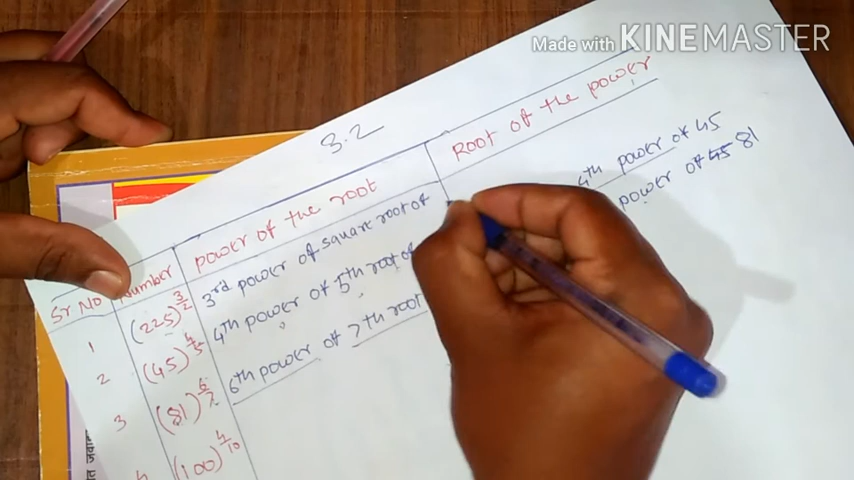 Made with KINEMASTER
3.2
Sr No Number Power of the root Root of the power
1 (225)^3/2 3rd power of square root of
2 (45)^4/5 4th power of 5th root of 4th power of 45
3 (81)^6/7 6th power of 7th root power of 45 81
(100)^4/10